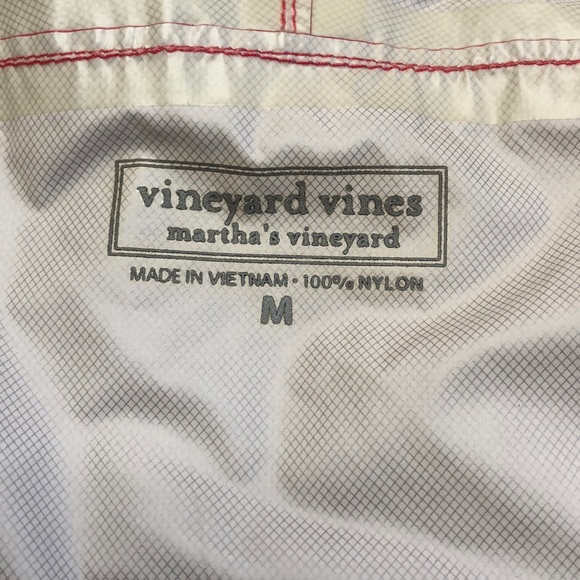 vineyard vines
martha's vineyard
MADE IN VIETNAM • 100% NYLON
M